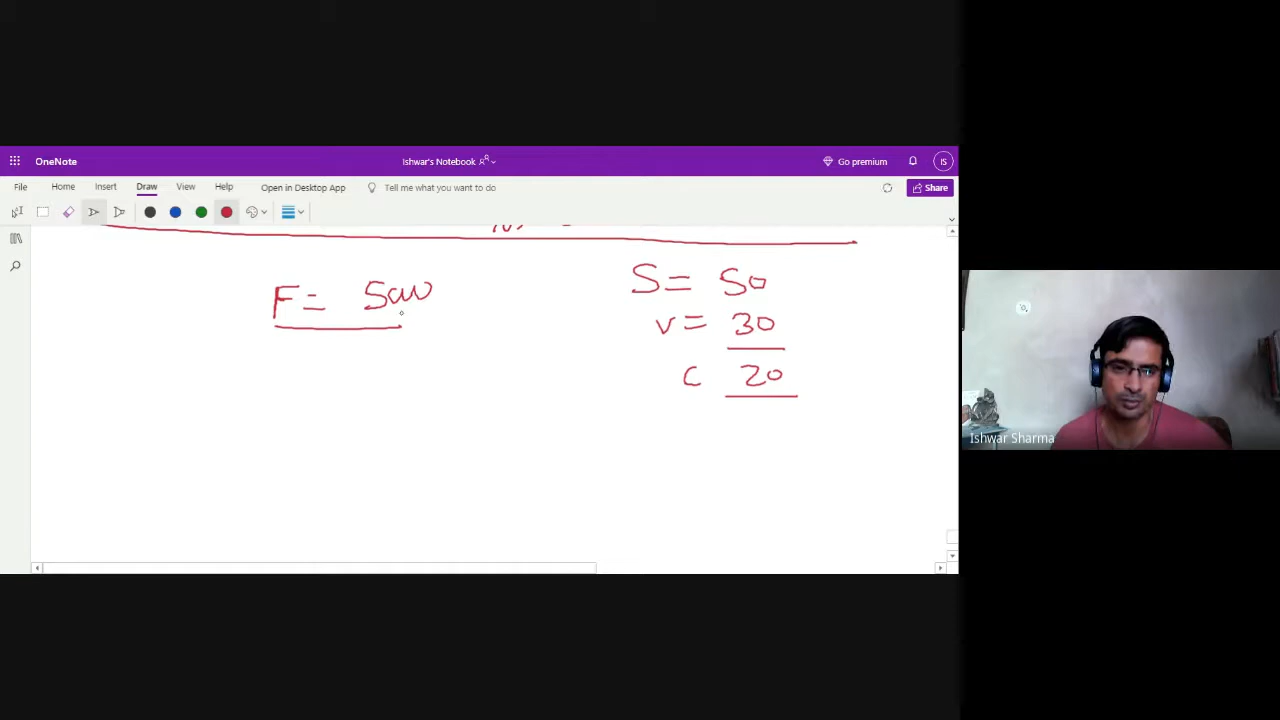 OneNote
Ishwar's Notebook
Go premium
IS
File
Home
Insert
Draw
View
Help
Open in Desktop App
Tell me what you want to do
Share
F = 5000
S = 50
v = 30
C 20
Ishwar Sharma